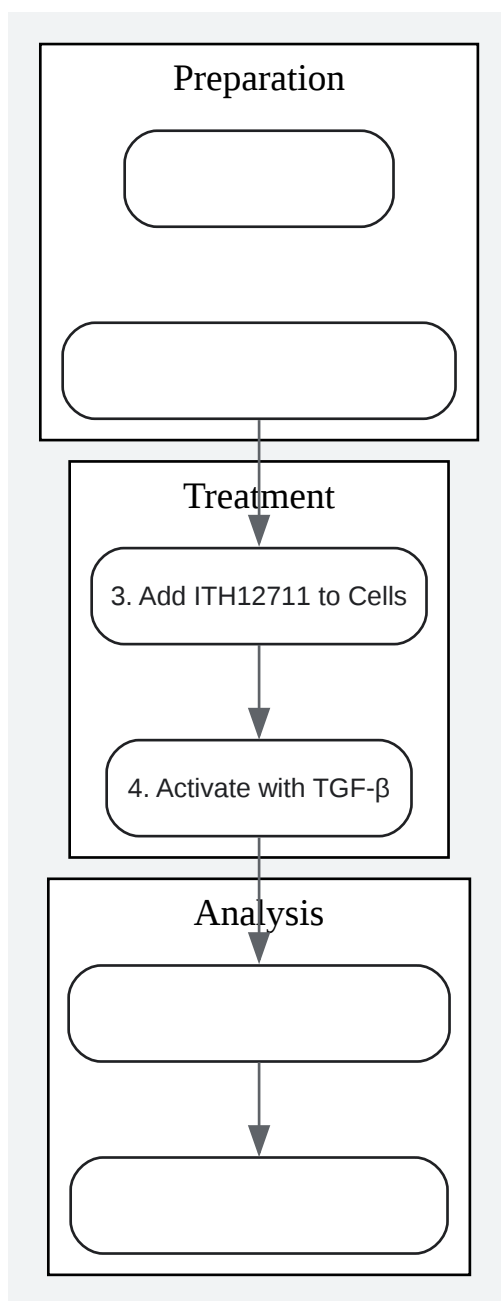 Preparation
Treatment
3. Add ITH12711 to Cells
4. Activate with TGF-β
Analysis